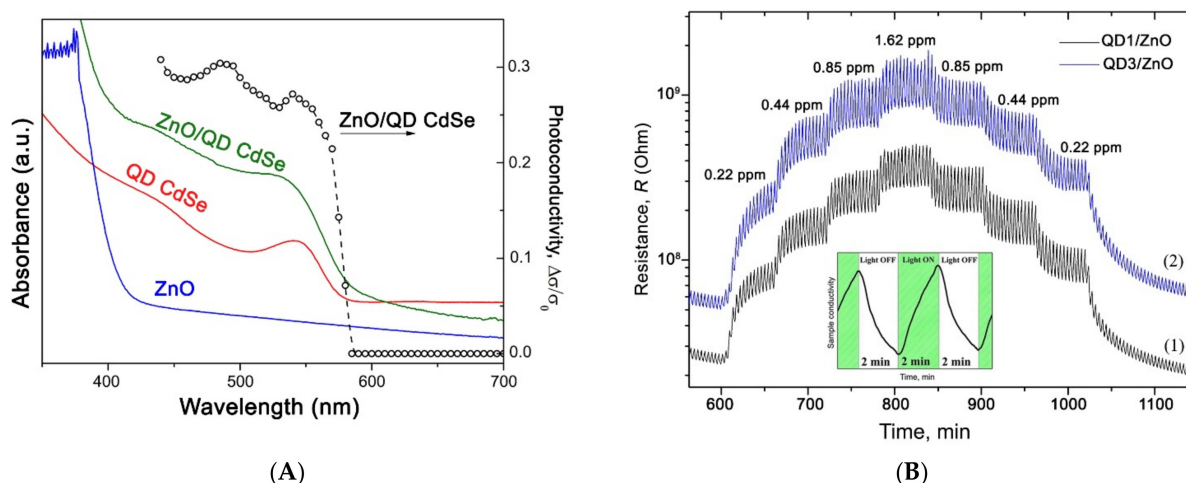 Absorbance (a.u.)
ZnO/QD CdSe
QD CdSe
ZnO
ZnO/QD CdSe
0.3
0.2
0.1
0.0
Photoconductivity, Δσ/σ₀
400 500 600 700
Wavelength (nm)
(A)
Resistance, R (Ohm)
10⁹
10⁸
QD1/ZnO
QD3/ZnO
0.22 ppm
0.44 ppm
0.85 ppm
1.62 ppm
0.85 ppm
0.44 ppm
0.22 ppm
(2)
(1)
Sample conductivity
Light OFF Light ON Light OFF
2 min 2 min 2 min
Time, min
600 700 800 900 1000 1100
Time, min
(B)